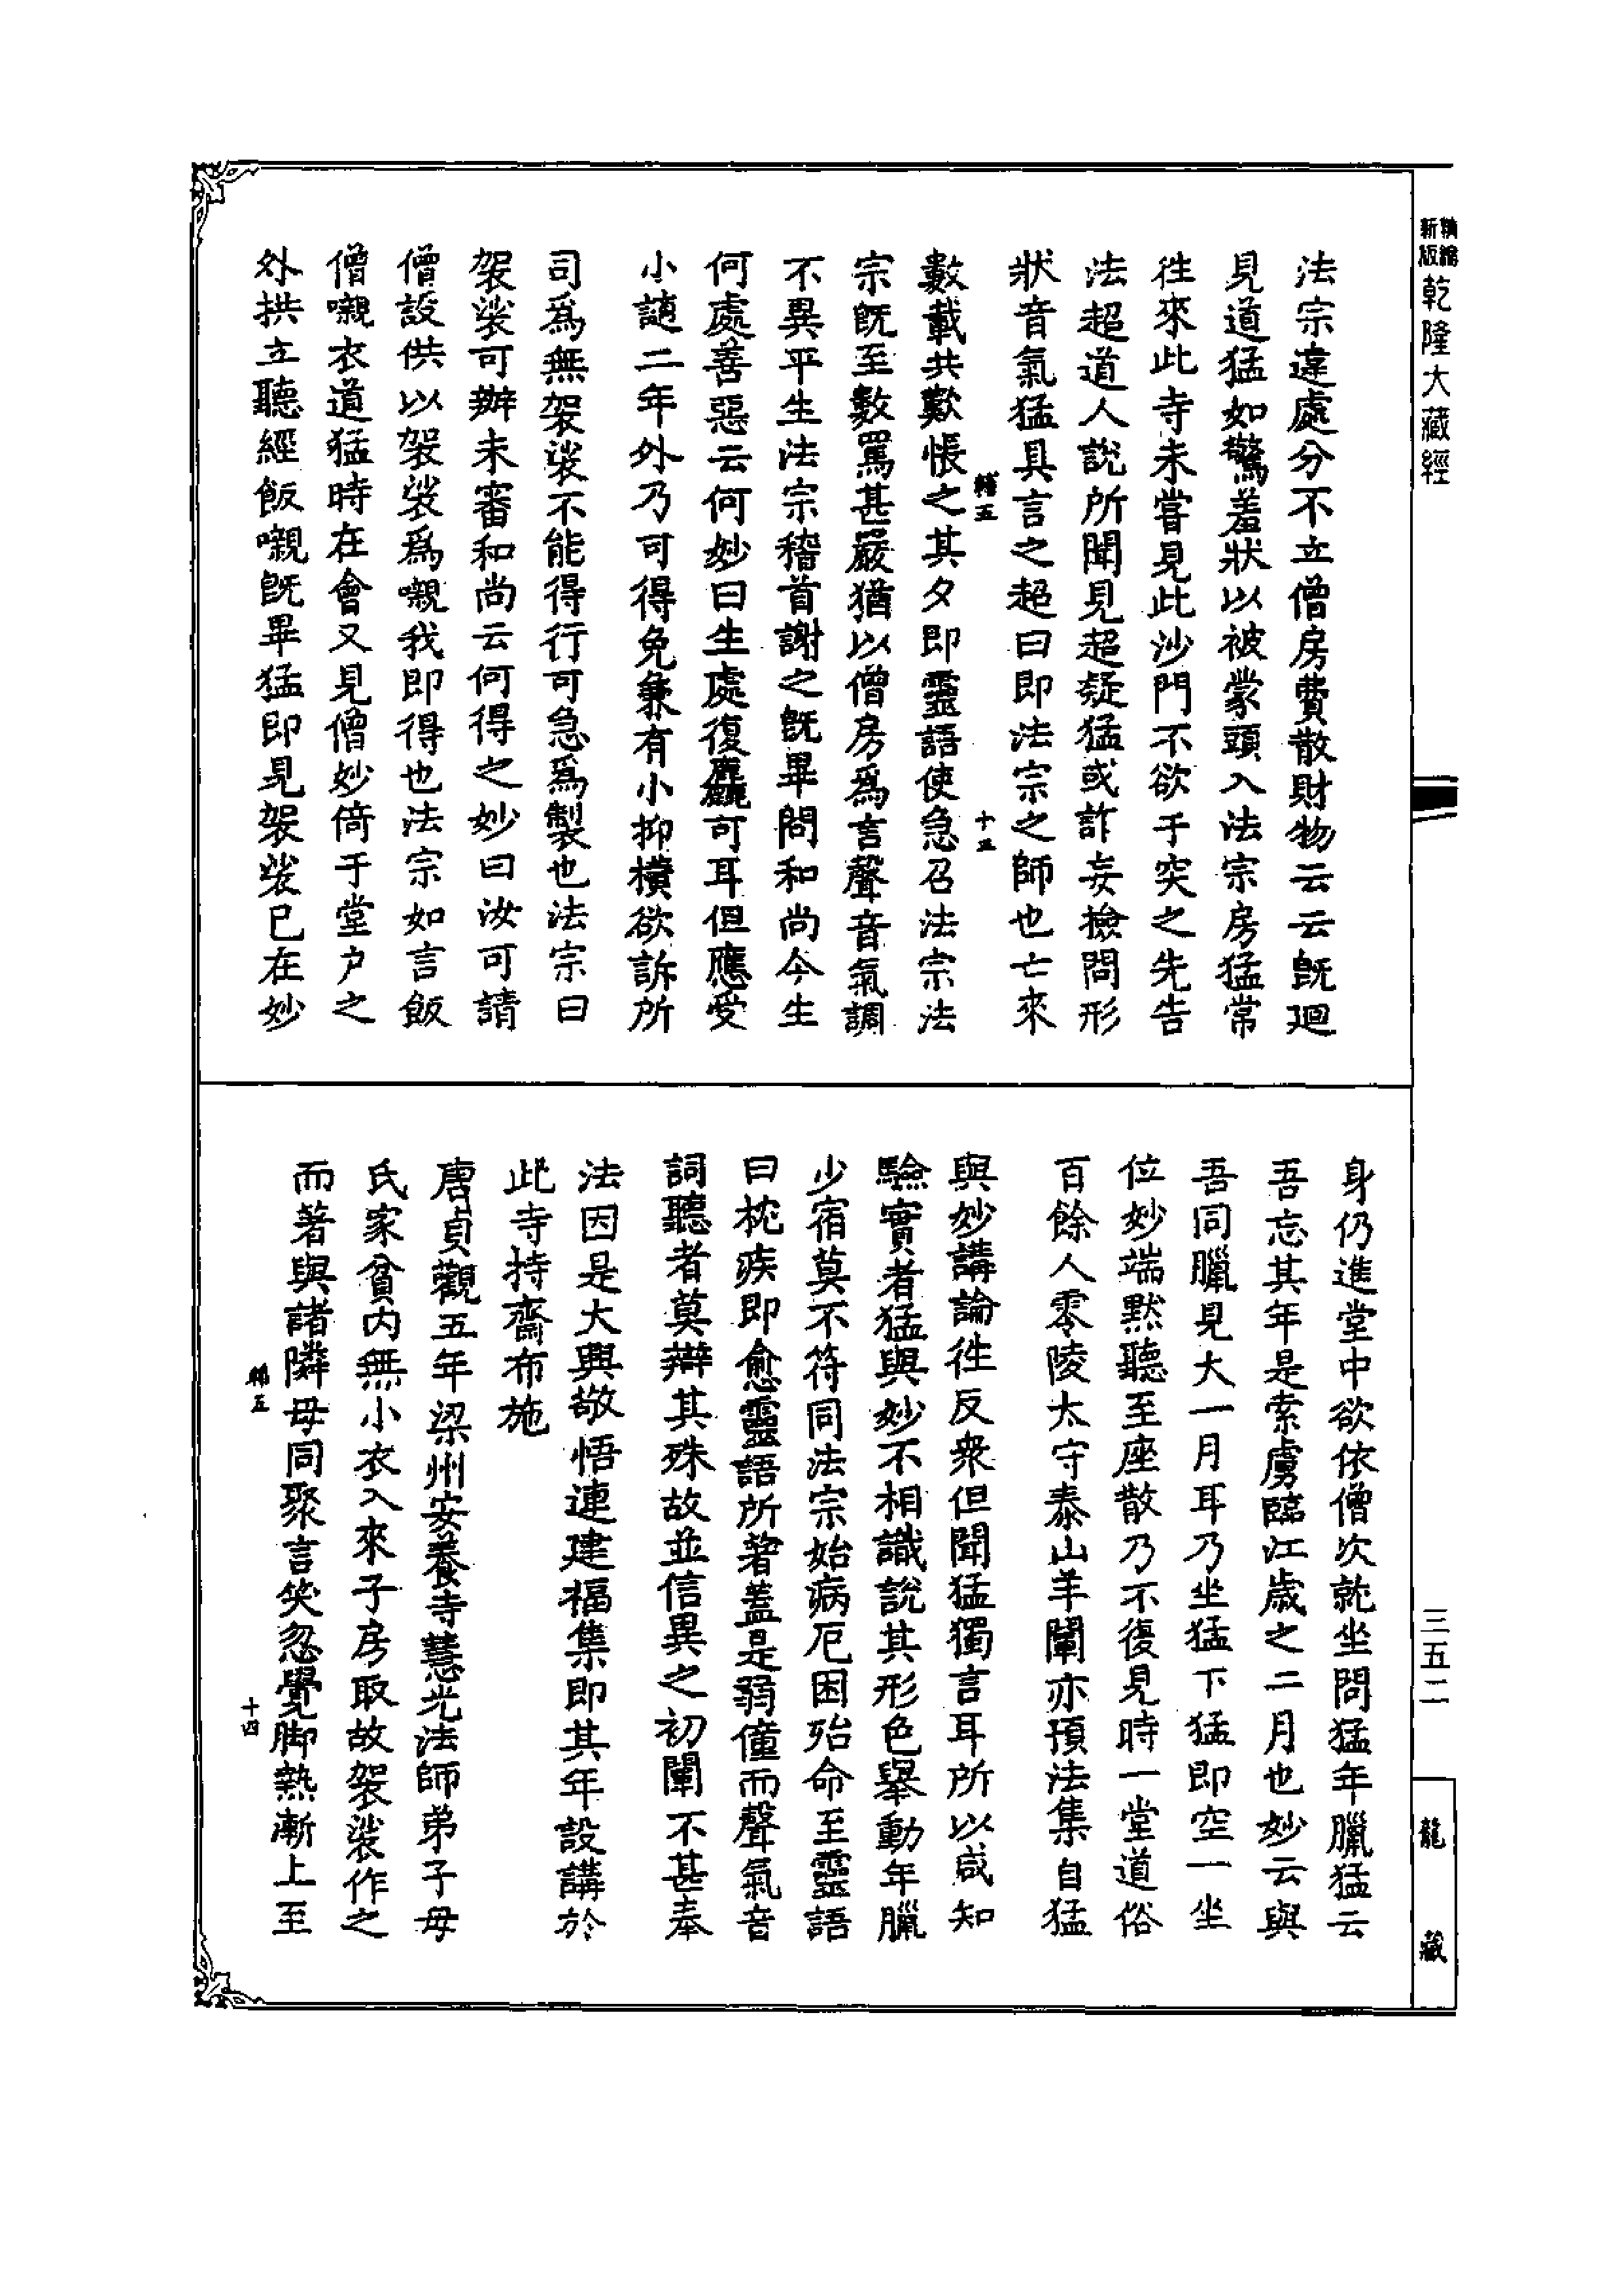 新編縮版乾隆大藏經
法宗違處分不立僧房費散財物云云既迴
見道猛如驚羞狀以被蒙頭入法宗房猛常
往來此寺未嘗見此沙門不欲于突之先告
法超道人說所聞見超疑猛或詐妄撿問形
狀音氣猛具言之超曰即法宗之師也亡來
輔五 十三
數載共歎悵之其夕即靈語使急召法宗法
宗既至數罵甚嚴猶以僧房爲言聲音氣調
不異平生法宗稽首謝之既畢問和尚今生
何處善惡云何妙曰生處復麤可耳但應受
小讁二年外乃可得免兼有小抑橫欲訴所
司爲無袈裟不能得行可急爲製也法宗曰
袈裟可辦未審和尚云何得之妙曰汝可請
僧設供以袈裟爲嚫我即得也法宗如言飯
僧嚫衣道猛時在會又見僧妙倚于堂戶之
外拱立聽經飯嚫既畢猛即見袈裟已在妙
身仍進堂中欲依僧次就坐問猛年臘猛云
吾忘其年是索虜臨江歲之二月也妙云與
吾同臘見大一月耳乃坐猛下猛即空一坐
位妙端默聽至座散乃不復見時一堂道俗
百餘人零陵太守泰山羊闡亦預法集自猛
與妙講論往反衆但聞猛獨言耳所以咸知
驗實者猛與妙不相識說其形色舉動年臘
少宿莫不符同法宗始病厄困殆命至靈語
曰枕疾即愈靈語所著蓋是弱僮而聲氣音
詞聽者莫辯其殊故並信異之初闡不甚奉
法因是大興敬悟連建福集即其年設講於
此寺持齋布施
唐貞觀五年梁州安養寺慧光法師弟子母
氏家貧內無小衣入來子房取故袈裟作之
而著與諸隣母同聚言笑忽覺脚熱漸上至
輔五 十四
三五二
龍藏